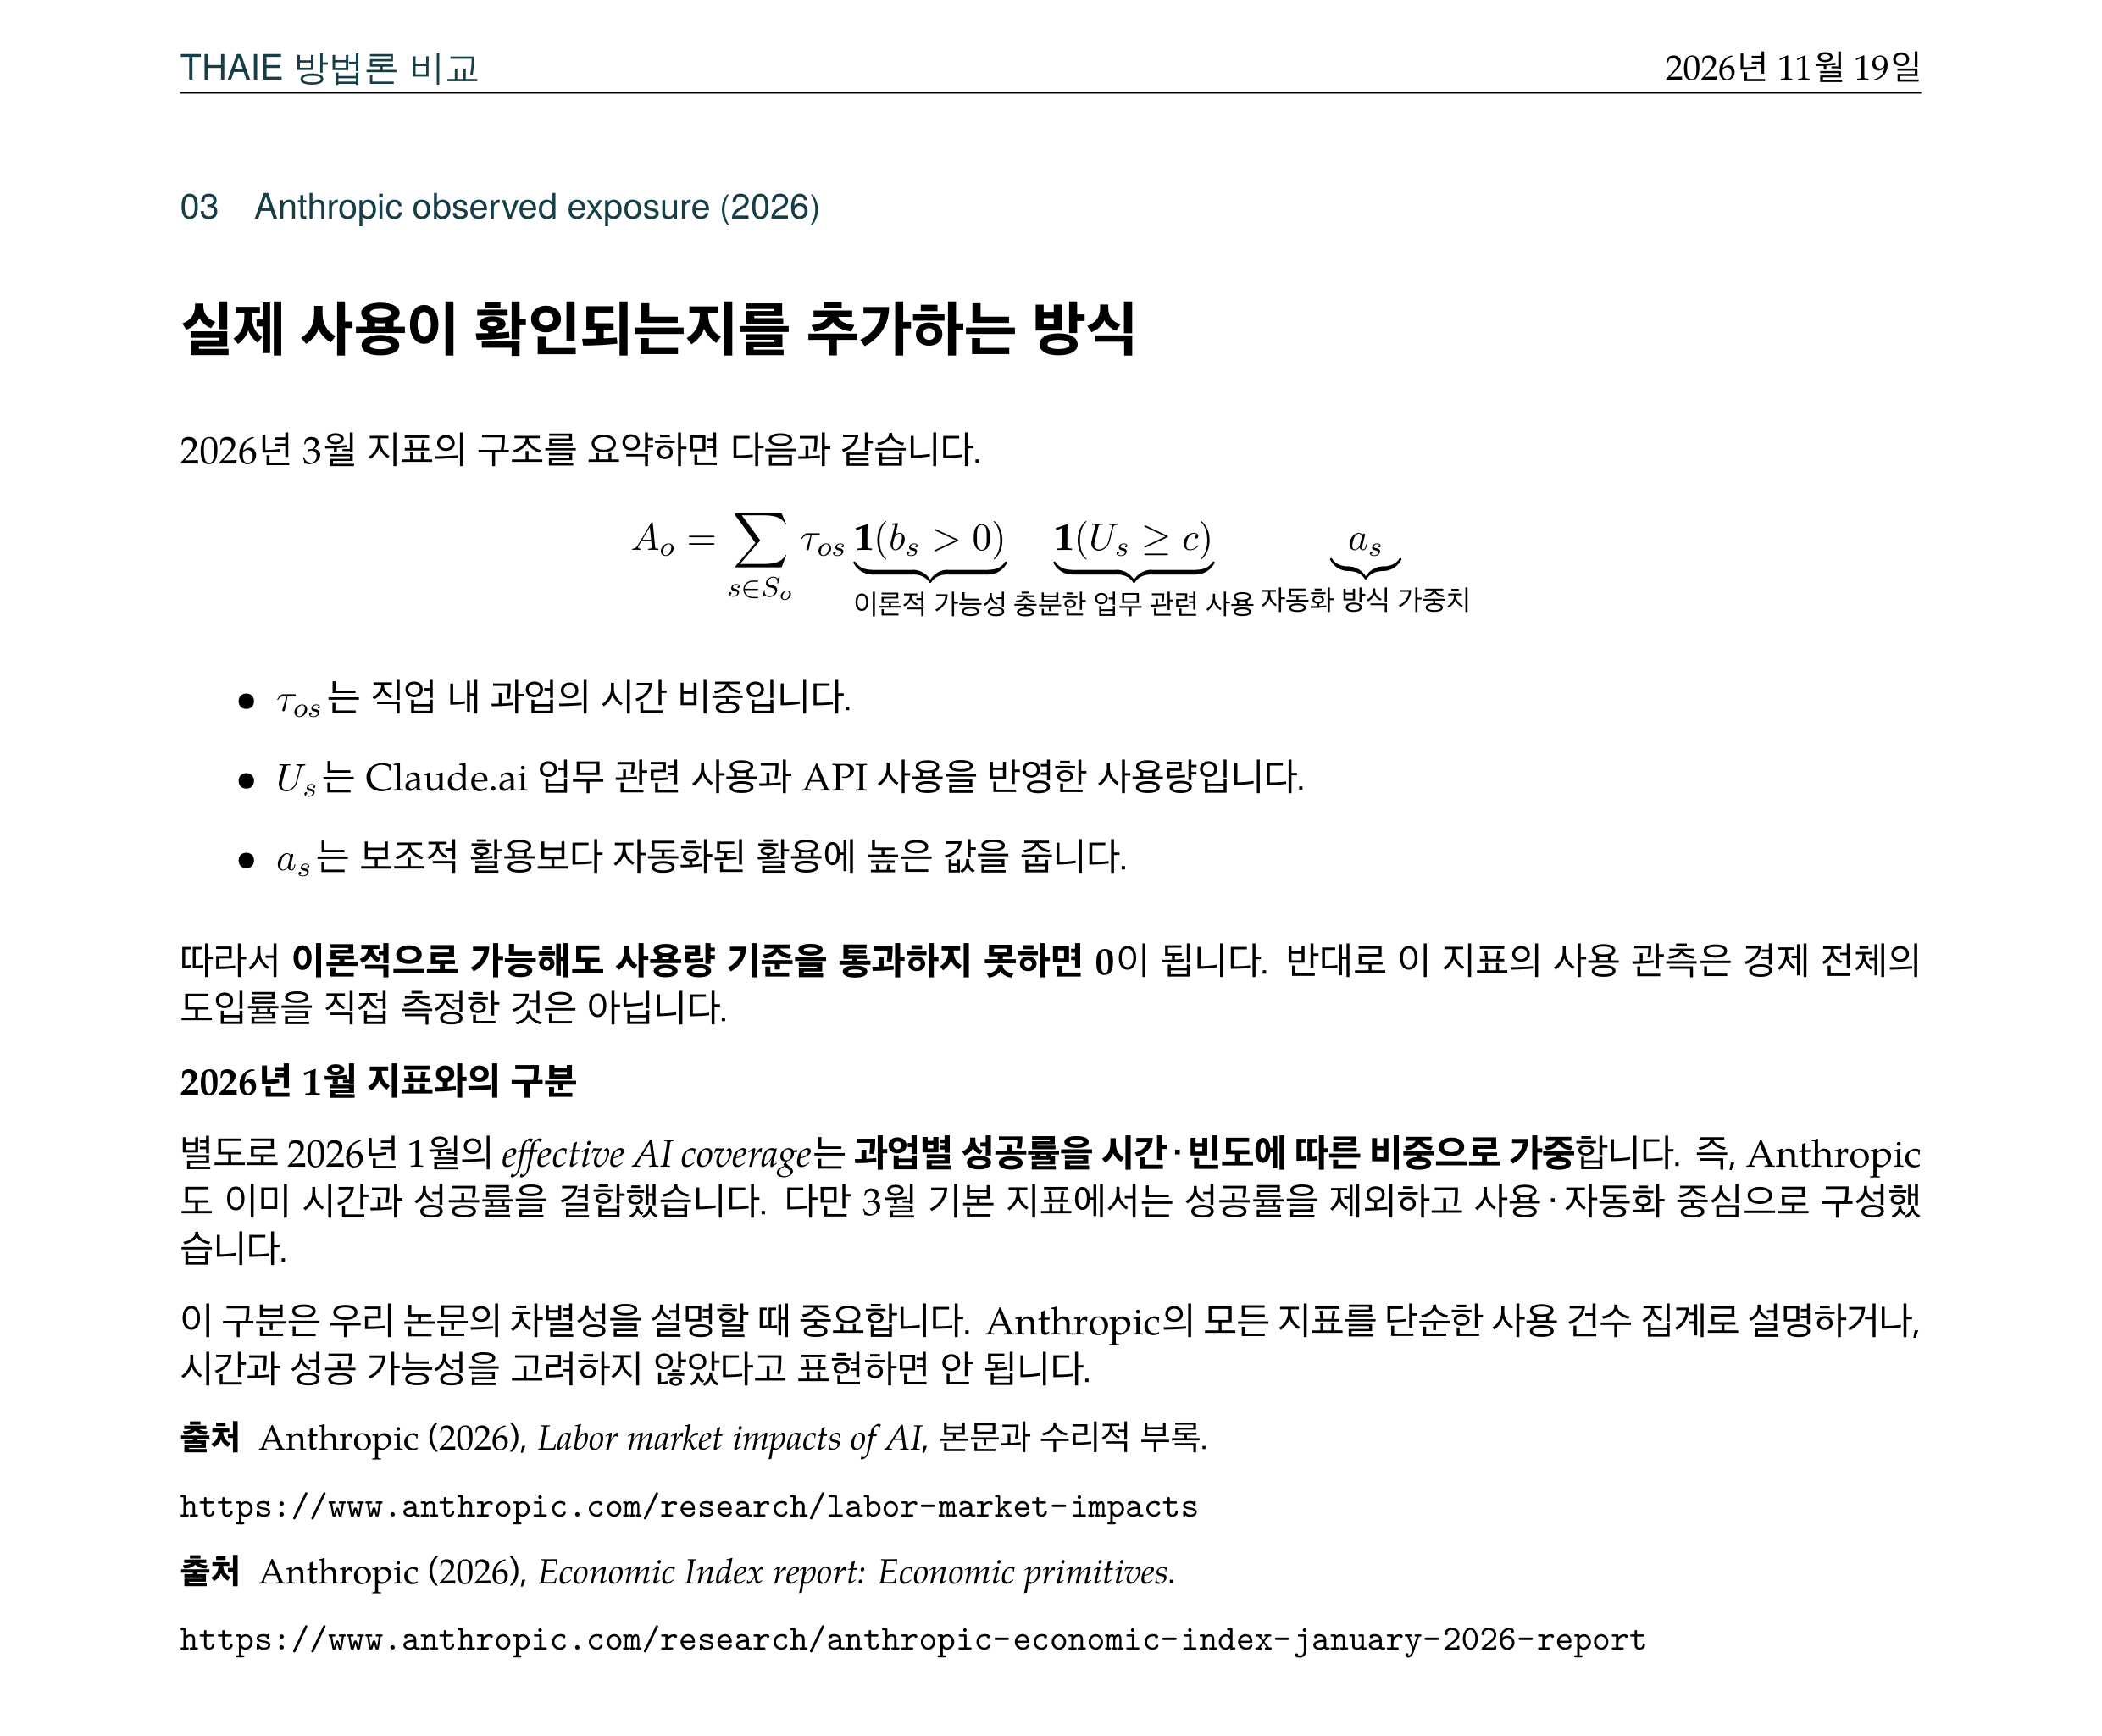 THAIE 방법론 비교 2026년 11월 19일
03 Anthropic observed exposure (2026)
실제 사용이 확인되는지를 추가하는 방식
2026년 3월 지표의 구조를 요약하면 다음과 같습니다.
A_o = ∑_{s∈S_o} τ_{os} 1(b_s > 0) 1(U_s ≥ c) a_s
이론적 가능성 충분한 업무 관련 사용 자동화 방식 가중치
• τ_{os}는 직업 내 과업의 시간 비중입니다.
• U_s는 Claude.ai 업무 관련 사용과 API 사용을 반영한 사용량입니다.
• a_s는 보조적 활용보다 자동화된 활용에 높은 값을 줍니다.
따라서 이론적으로 가능해도 사용량 기준을 통과하지 못하면 0이 됩니다. 반대로 이 지표의 사용 관측은 경제 전체의
도입률을 직접 측정한 것은 아닙니다.
2026년 1월 지표와의 구분
별도로 2026년 1월의 effective AI coverage는 과업별 성공률을 시간·빈도에 따른 비중으로 가중합니다. 즉, Anthropic
도 이미 시간과 성공률을 결합했습니다. 다만 3월 기본 지표에서는 성공률을 제외하고 사용·자동화 중심으로 구성했
습니다.
이 구분은 우리 논문의 차별성을 설명할 때 중요합니다. Anthropic의 모든 지표를 단순한 사용 건수 집계로 설명하거나,
시간과 성공 가능성을 고려하지 않았다고 표현하면 안 됩니다.
출처 Anthropic (2026), Labor market impacts of AI, 본문과 수리적 부록.
https://www.anthropic.com/research/labor-market-impacts
출처 Anthropic (2026), Economic Index report: Economic primitives.
https://www.anthropic.com/research/anthropic-economic-index-january-2026-report